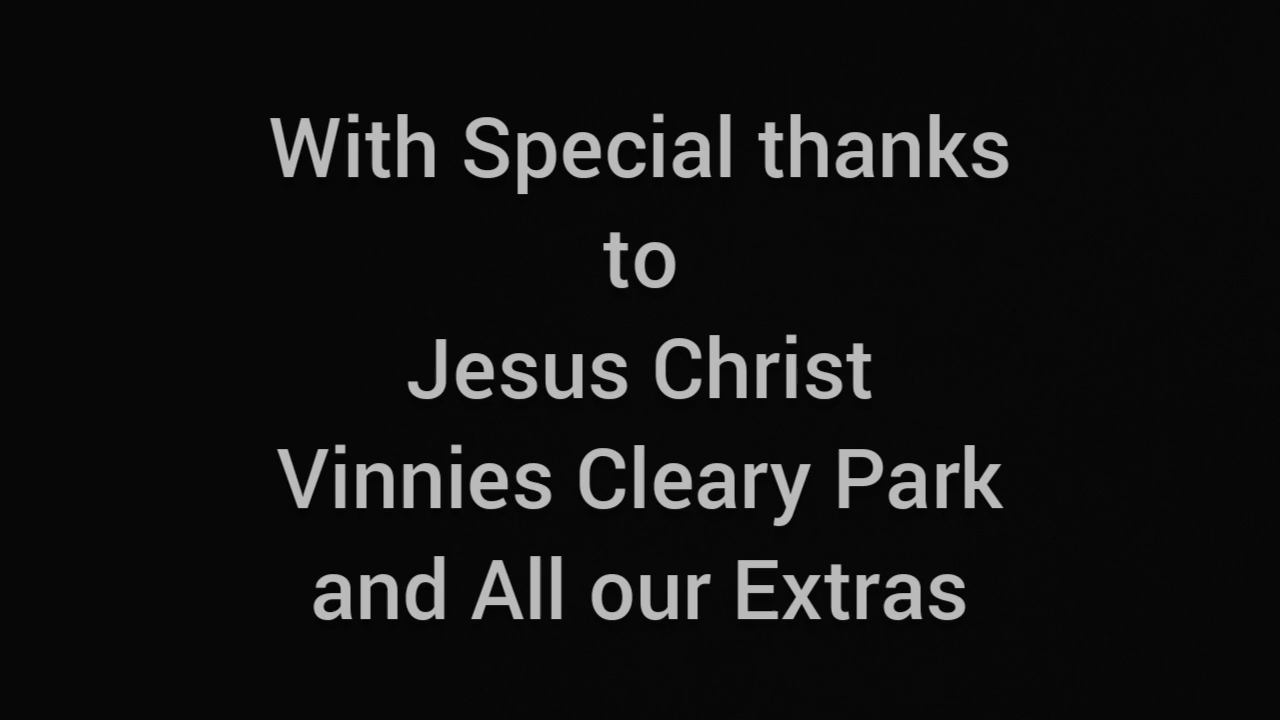 With Special thanks
to
Jesus Christ
Vinnies Cleary Park
and All our Extras